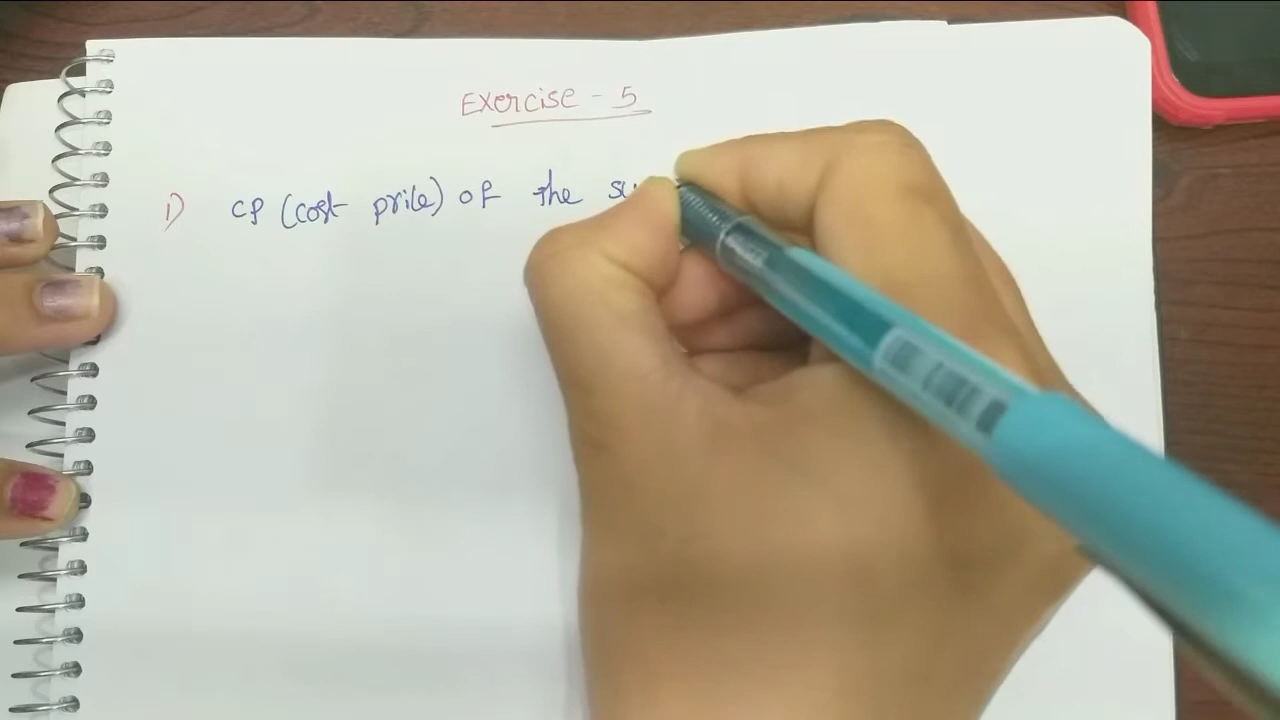 Exercise - 5
1) CP (cost price) of the